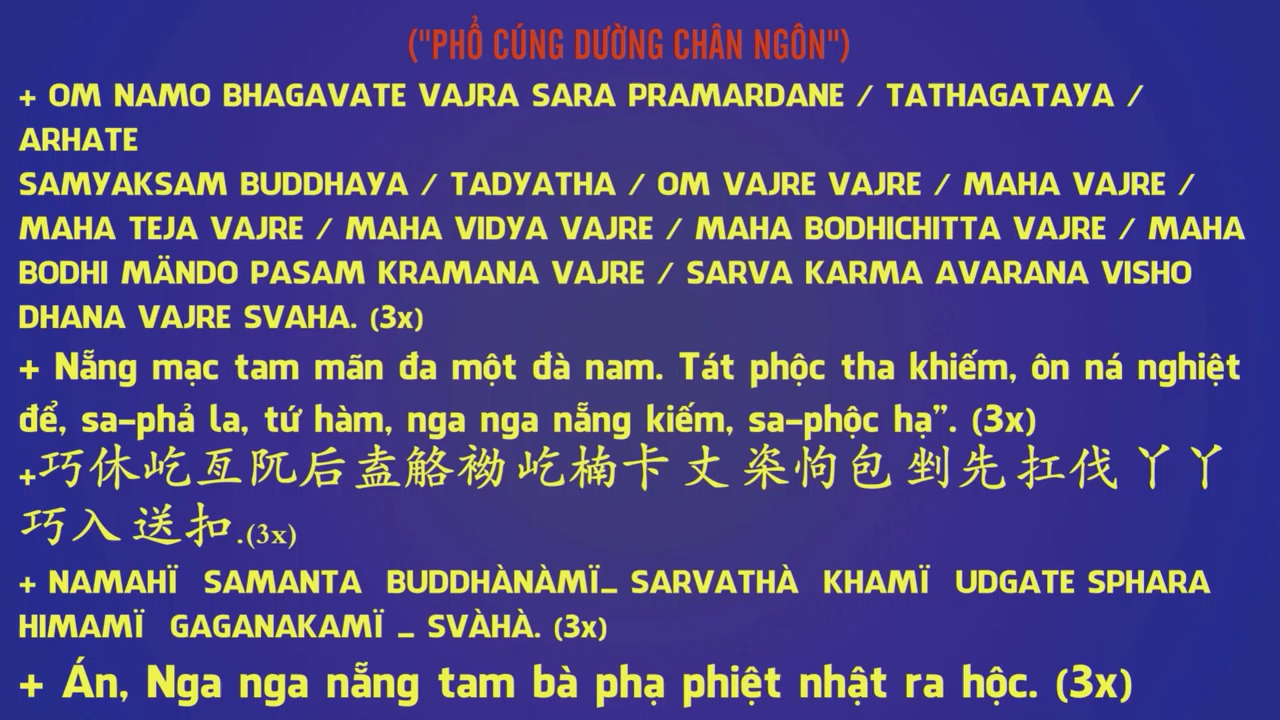 ("PHỔ CÚNG DƯỜNG CHÂN NGÔN")
+ OM NAMO BHAGAVATE VAJRA SARA PRAMARDANE / TATHAGATAYA /
ARHATE
SAMYAKSAM BUDDHAYA / TADYATHA / OM VAJRE VAJRE / MAHA VAJRE /
MAHA TEJA VAJRE / MAHA VIDYA VAJRE / MAHA BODHICHITTA VAJRE / MAHA
BODHI MÄNDO PASAM KRAMANA VAJRE / SARVA KARMA AVARANA VISHO
DHANA VAJRE SVAHA. (3x)
+ Nẵng mạc tam mãn đa một đà nam. Tát phộc tha khiếm, ôn ná nghiệt
để, sa-phả la, tứ hàm, nga nga nẵng kiếm, sa-phộc hạ”. (3x)
+巧休屹亙阢后盍觡袎屹楠卡丈栥恦包剉先扛伐丫丫
巧入送扣.(3x)
+ NAMAHÏ SAMANTA BUDDHÀNÀMÏ_ SARVATHÀ KHAMÏ UDGATE SPHARA
HIMAMÏ GAGANAKAMÏ _ SVÀHÀ. (3x)
+ Án, Nga nga nẵng tam bà phạ phiệt nhật ra hộc. (3x)